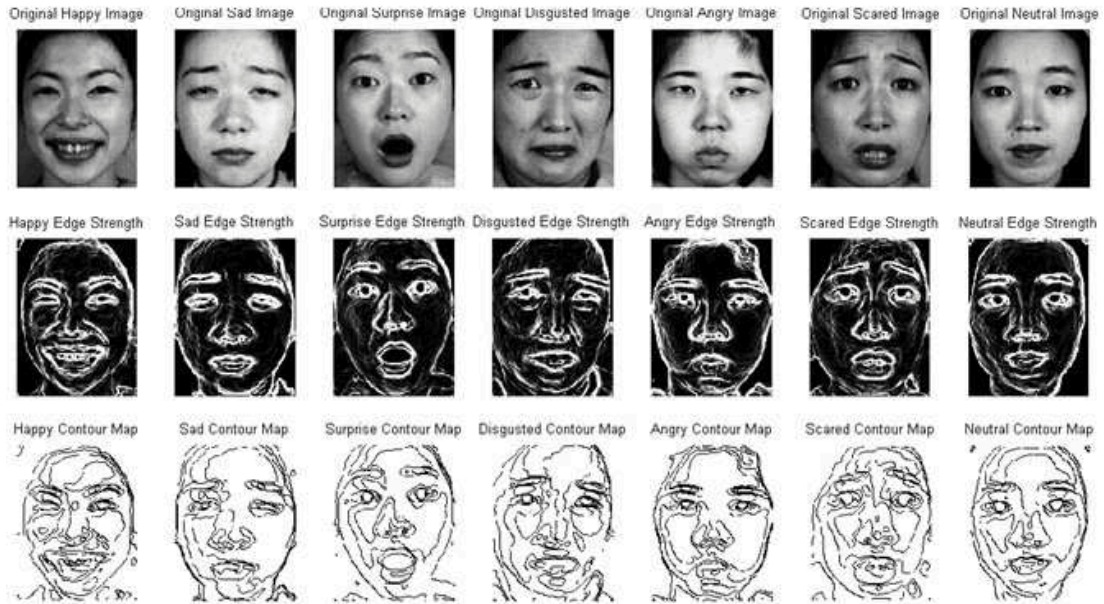 Original Happy Image
Original Sad Image
Original Surprise Image
Original Disgusted Image
Original Angry Image
Original Scared Image
Original Neutral Image
Happy Edge Strength
Sad Edge Strength
Surprise Edge Strength
Disgusted Edge Strength
Angry Edge Strength
Scared Edge Strength
Neutral Edge Strength
Happy Contour Map
Sad Contour Map
Surprise Contour Map
Disgusted Contour Map
Angry Contour Map
Scared Contour Map
Neutral Contour Map